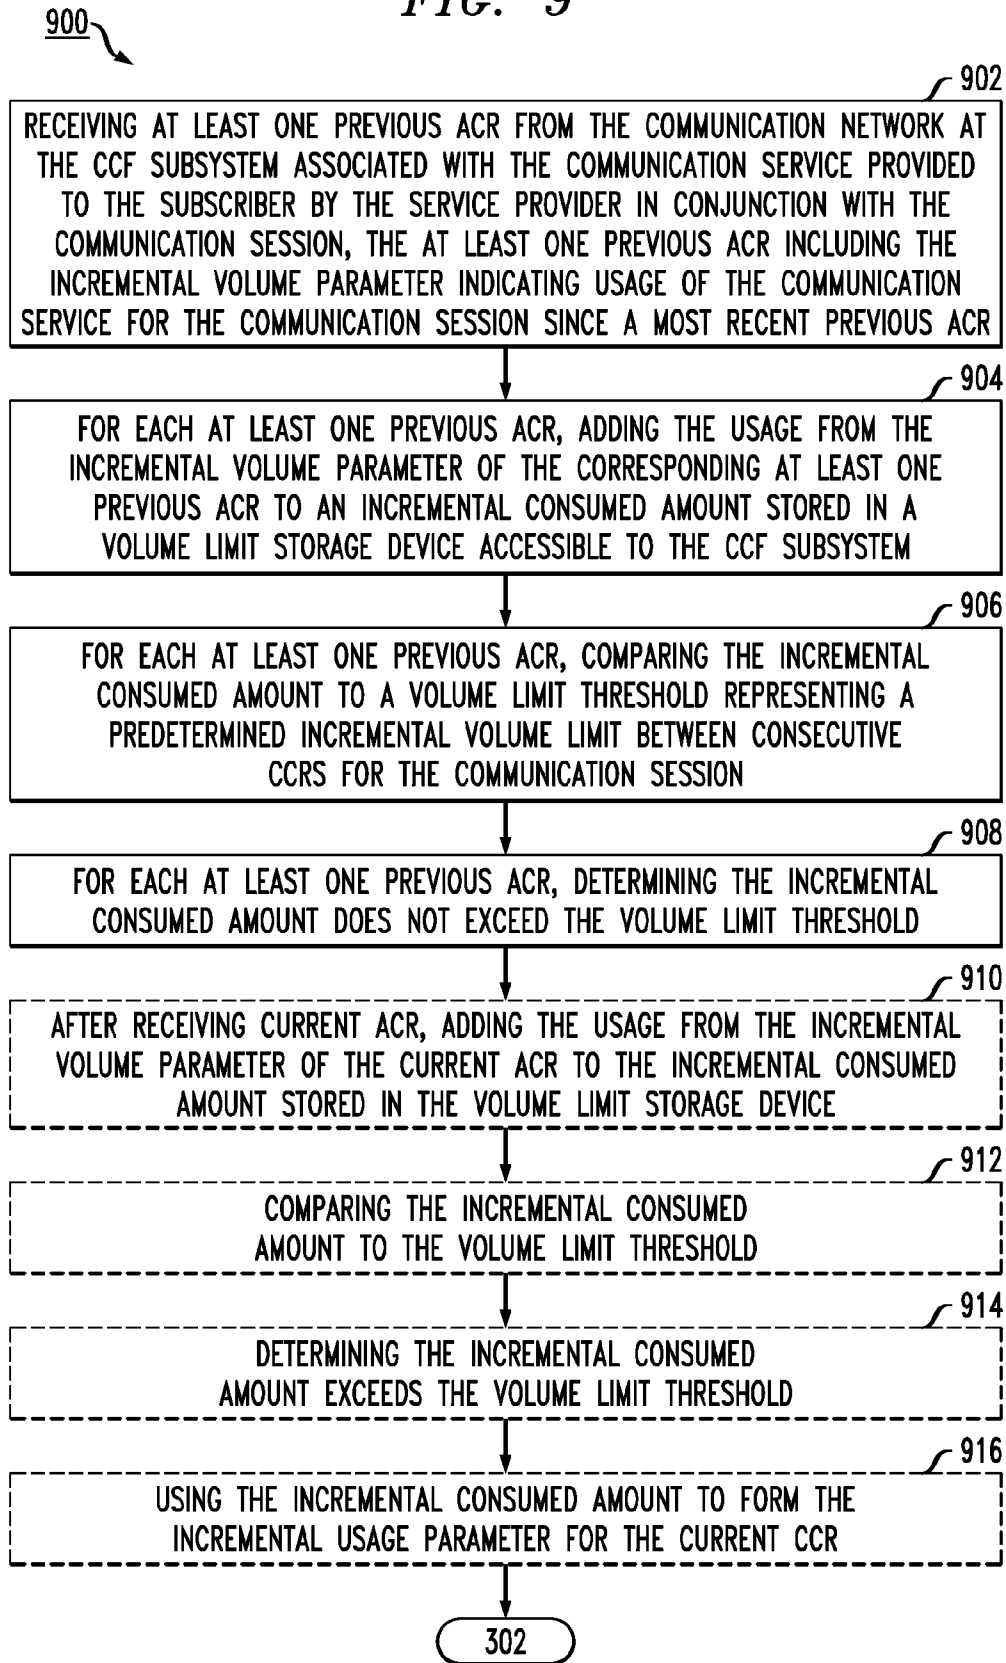 FIG. 9
900
902
RECEIVING AT LEAST ONE PREVIOUS ACR FROM THE COMMUNICATION NETWORK AT
THE CCF SUBSYSTEM ASSOCIATED WITH THE COMMUNICATION SERVICE PROVIDED
TO THE SUBSCRIBER BY THE SERVICE PROVIDER IN CONJUNCTION WITH THE
COMMUNICATION SESSION, THE AT LEAST ONE PREVIOUS ACR INCLUDING THE
INCREMENTAL VOLUME PARAMETER INDICATING USAGE OF THE COMMUNICATION
SERVICE FOR THE COMMUNICATION SESSION SINCE A MOST RECENT PREVIOUS ACR
904
FOR EACH AT LEAST ONE PREVIOUS ACR, ADDING THE USAGE FROM THE
INCREMENTAL VOLUME PARAMETER OF THE CORRESPONDING AT LEAST ONE
PREVIOUS ACR TO AN INCREMENTAL CONSUMED AMOUNT STORED IN A
VOLUME LIMIT STORAGE DEVICE ACCESSIBLE TO THE CCF SUBSYSTEM
906
FOR EACH AT LEAST ONE PREVIOUS ACR, COMPARING THE INCREMENTAL
CONSUMED AMOUNT TO A VOLUME LIMIT THRESHOLD REPRESENTING A
PREDETERMINED INCREMENTAL VOLUME LIMIT BETWEEN CONSECUTIVE
CCRS FOR THE COMMUNICATION SESSION
908
FOR EACH AT LEAST ONE PREVIOUS ACR, DETERMINING THE INCREMENTAL
CONSUMED AMOUNT DOES NOT EXCEED THE VOLUME LIMIT THRESHOLD
910
AFTER RECEIVING CURRENT ACR, ADDING THE USAGE FROM THE INCREMENTAL
VOLUME PARAMETER OF THE CURRENT ACR TO THE INCREMENTAL CONSUMED
AMOUNT STORED IN THE VOLUME LIMIT STORAGE DEVICE
912
COMPARING THE INCREMENTAL CONSUMED
AMOUNT TO THE VOLUME LIMIT THRESHOLD
914
DETERMINING THE INCREMENTAL CONSUMED
AMOUNT EXCEEDS THE VOLUME LIMIT THRESHOLD
916
USING THE INCREMENTAL CONSUMED AMOUNT TO FORM THE
INCREMENTAL USAGE PARAMETER FOR THE CURRENT CCR
302